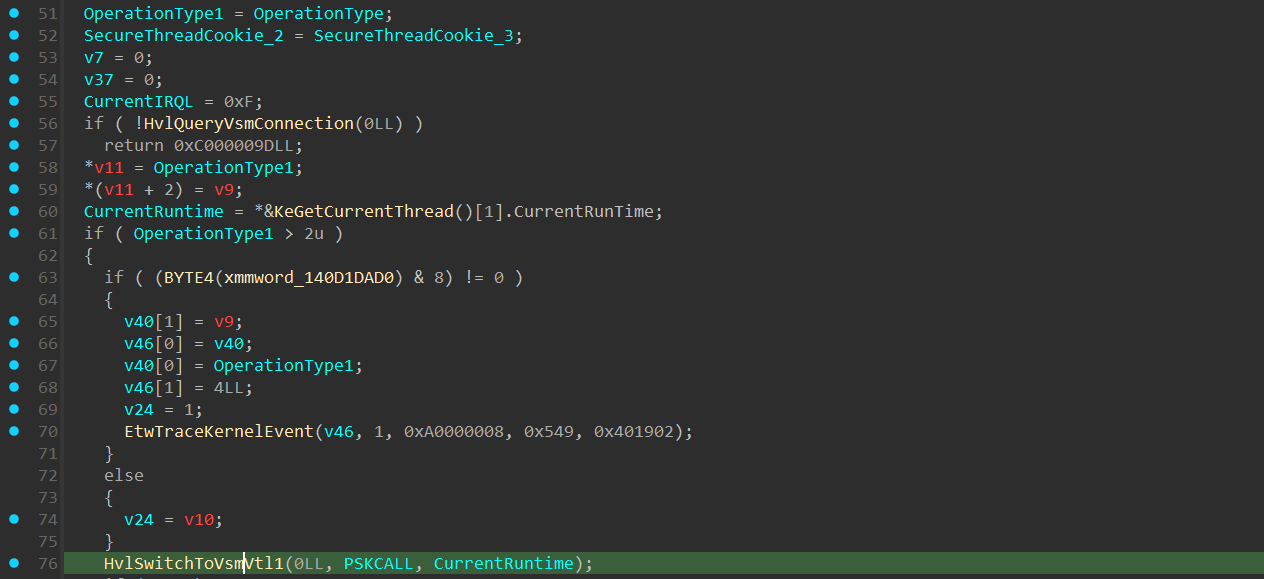 51 OperationType1 = OperationType;
52 SecureThreadCookie_2 = SecureThreadCookie_3;
53 v7 = 0;
54 v37 = 0;
55 CurrentIRQL = 0xF;
56 if ( !HvlQueryVsmConnection(0LL) )
57 return 0xC000009DLL;
58 *v11 = OperationType1;
59 *(v11 + 2) = v9;
60 CurrentRuntime = *&KeGetCurrentThread()[1].CurrentRunTime;
61 if ( OperationType1 > 2u )
62 {
63 if ( (BYTE4(xmmword_140D1DAD0) & 8) != 0 )
64 {
65 v40[1] = v9;
66 v46[0] = v40;
67 v40[0] = OperationType1;
68 v46[1] = 4LL;
69 v24 = 1;
70 EtwTraceKernelEvent(v46, 1, 0xA0000008, 0x549, 0x401902);
71 }
72 else
73 {
74 v24 = v10;
75 }
76 HvlSwitchToVsmVtl1(0LL, PSKCALL, CurrentRuntime);